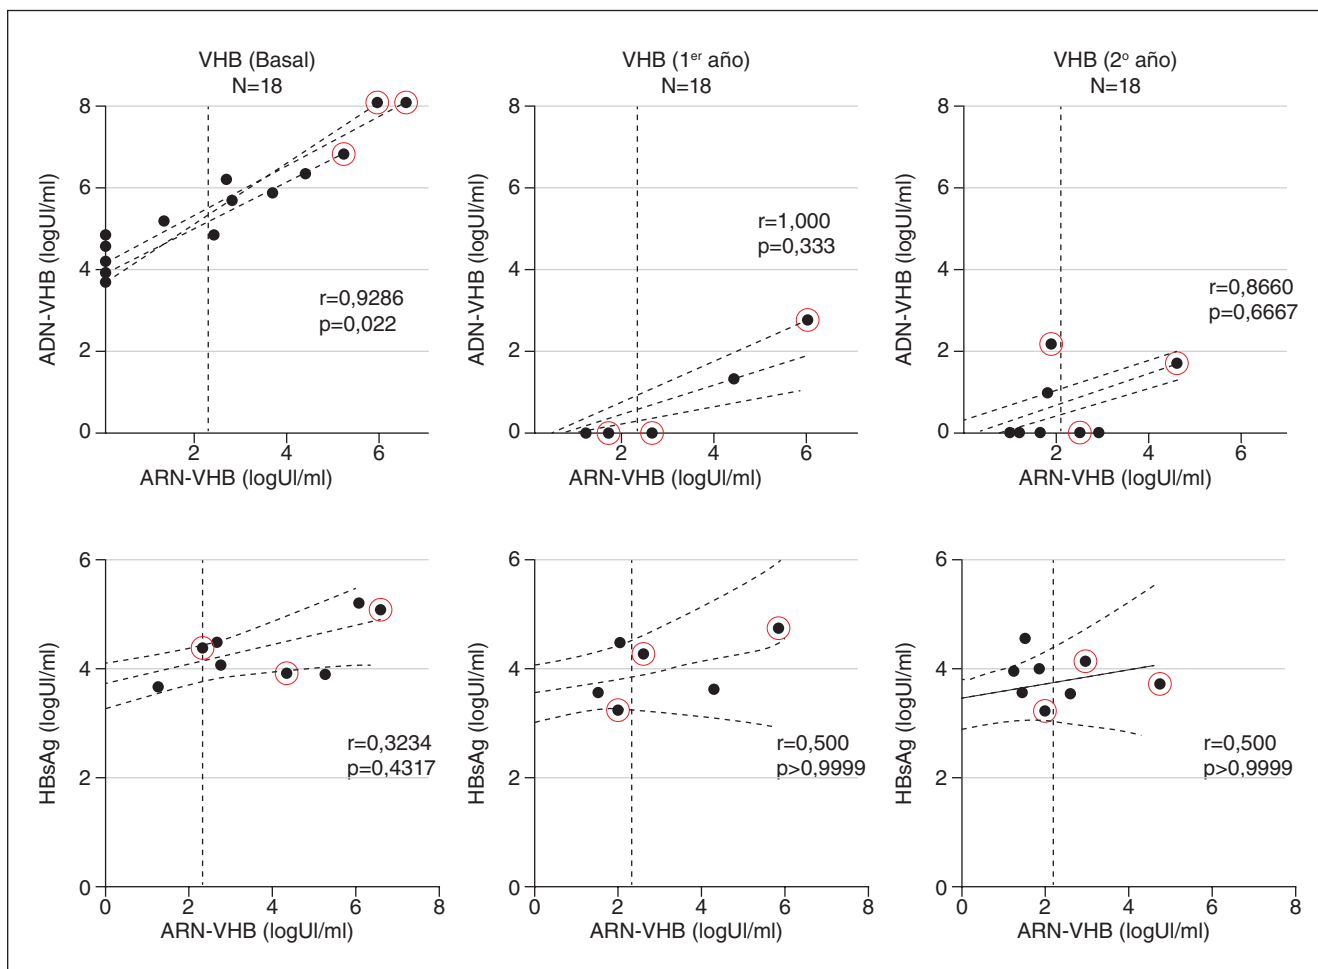 VHB (Basal)
N=18
8
6
4
2
0
2
4
6
ADN-VHB (logUI/ml)
ARN-VHB (logUI/ml)
r=0,9286
p=0,022
VHB (1er año)
N=18
8
6
4
2
0
2
4
6
ADN-VHB (logUI/ml)
ARN-VHB (logUI/ml)
r=1,000
p=0,333
VHB (2º año)
N=18
8
6
4
2
0
2
4
6
ADN-VHB (logUI/ml)
ARN-VHB (logUI/ml)
r=0,8660
p=0,6667
6
4
2
0
0
2
4
6
8
HBsAg (logUI/ml)
ARN-VHB (logUI/ml)
r=0,3234
p=0,4317
6
4
2
0
0
2
4
6
8
HBsAg (logUI/ml)
ARN-VHB (logUI/ml)
r=0,500
p>0,9999
6
4
2
0
0
2
4
6
8
HBsAg (logUI/ml)
ARN-VHB (logUI/ml)
r=0,500
p>0,9999